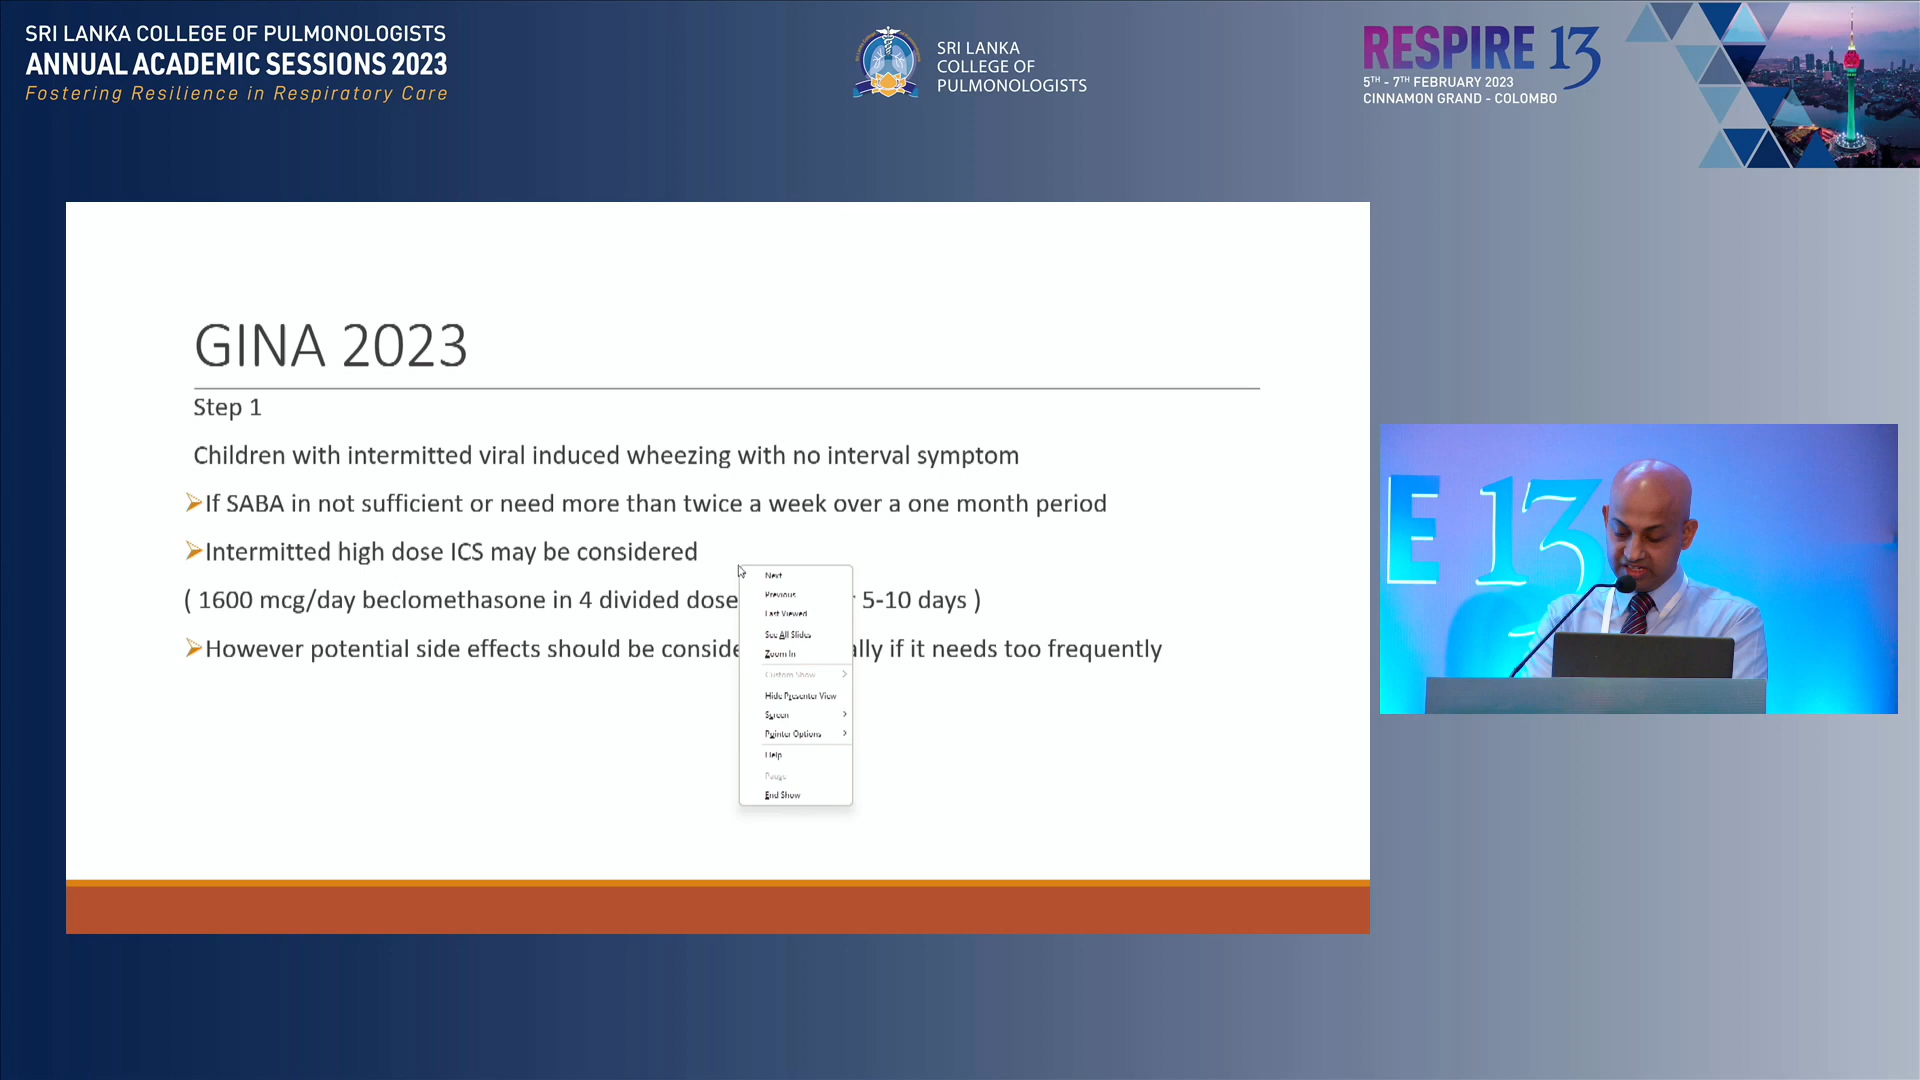 SRI LANKA COLLEGE OF PULMONOLOGISTS
ANNUAL ACADEMIC SESSIONS 2023
Fostering Resilience in Respiratory Care
SRI LANKA
COLLEGE OF
PULMONOLOGISTS
RESPIRE 13
5TH - 7TH FEBRUARY 2023
CINNAMON GRAND - COLOMBO
GINA 2023
Step 1
Children with intermitted viral induced wheezing with no interval symptom
If SABA in not sufficient or need more than twice a week over a one month period
Intermitted high dose ICS may be considered
( 1600 mcg/day beclomethasone in 4 divided dose 5-10 days )
However potential side effects should be conside ally if it needs too frequently
Next
Previous
Last Viewed
See All Slides
Zoom In
Custom Show
Hide Presenter View
Screen
Pointer Options
Help
Pause
End Show
E 13